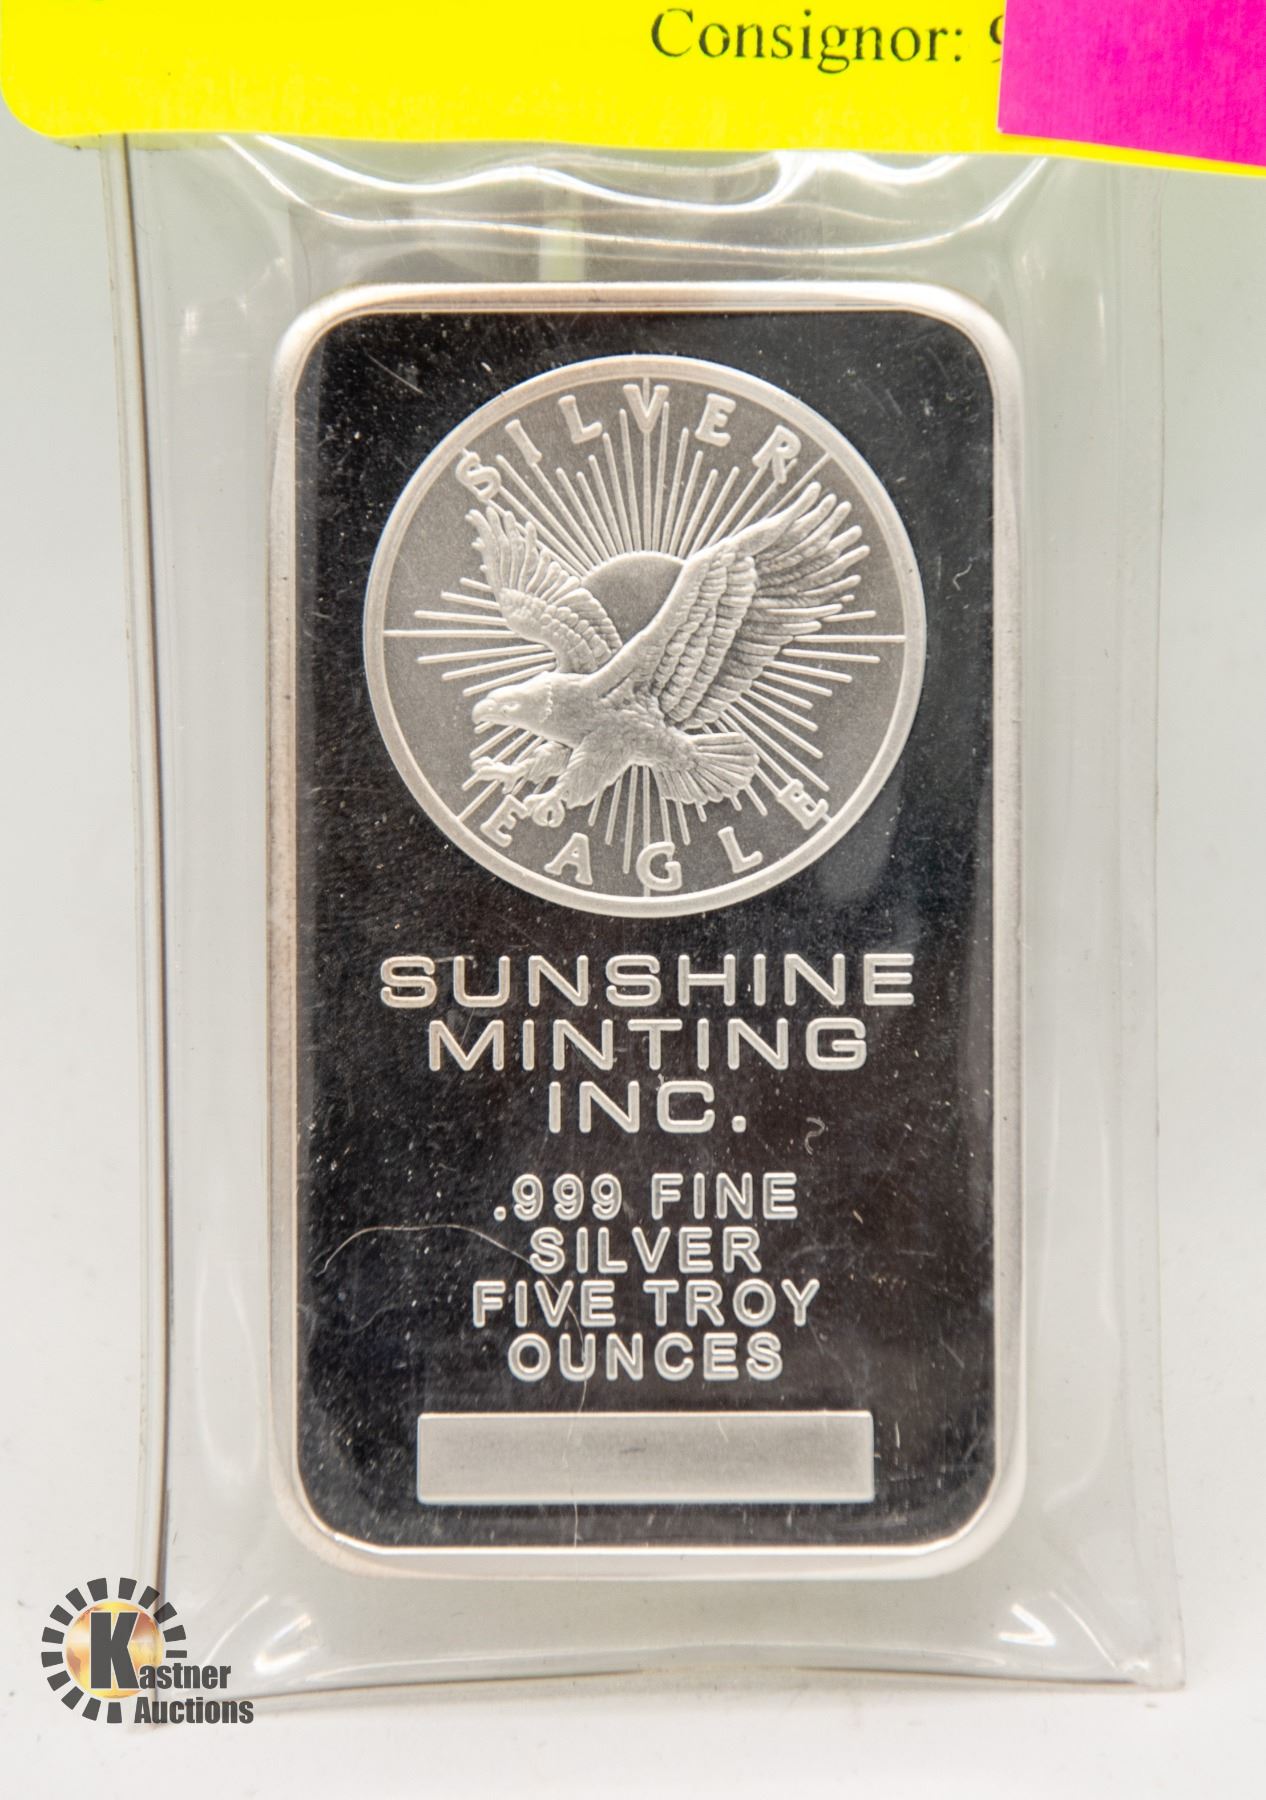 Consignor:
SILVER
EAGLE
SUNSHINE
MINTING
INC.
.999 FINE
SILVER
FIVE TROY
OUNCES
Kastner
Auctions